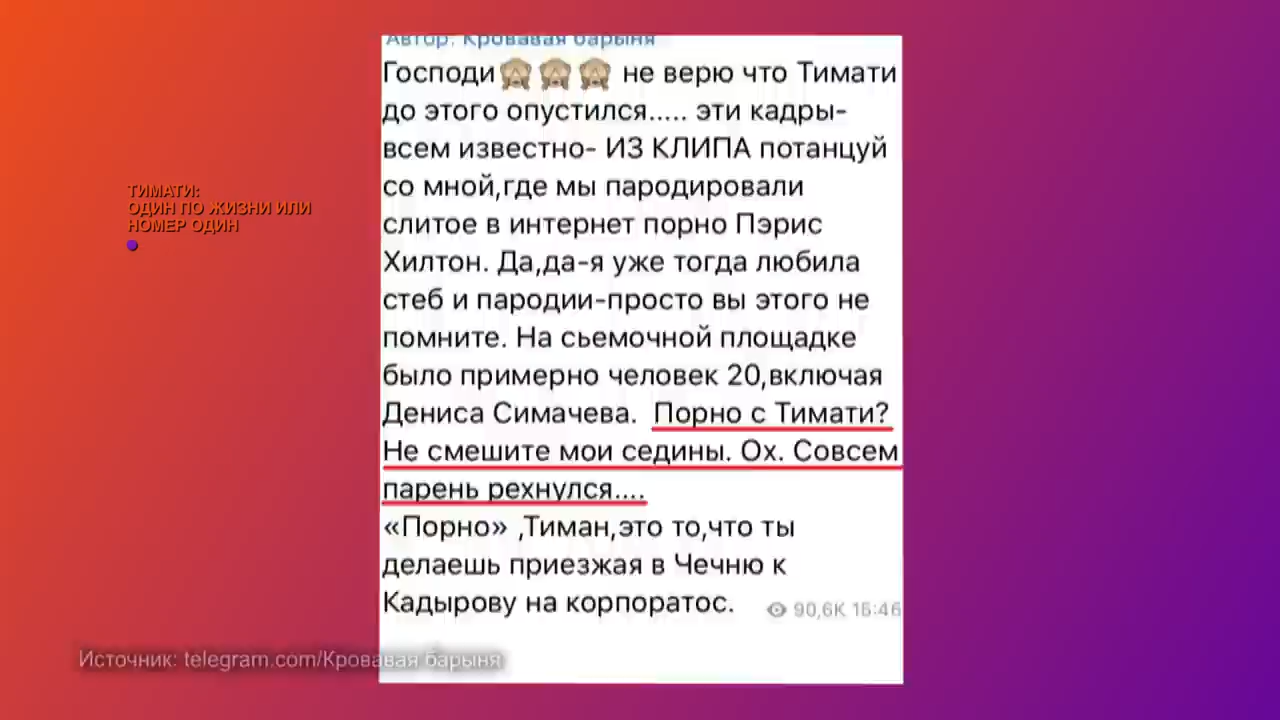 Автор: Кровавая барыня
Господи🙈🙈🙈 не верю что Тимати
до этого опустился..... эти кадры-
всем известно- ИЗ КЛИПА потанцуй
со мной,где мы пародировали
слитое в интернет порно Пэрис
Хилтон. Да,да-я уже тогда любила
стеб и пародии-просто вы этого не
помните. На сьемочной площадке
было примерно человек 20,включая
Дениса Симачева. Порно с Тимати?
Не смешите мои седины. Ох. Совсем
парень рехнулся....
«Порно» ,Тиман,это то,что ты
делаешь приезжая в Чечню к
Кадырову на корпоратос.
90,6K 15:46
ТИМАТИ:
ОДИН ПО ЖИЗНИ ИЛИ
НОМЕР ОДИН
Источник: telegram.com/Кровавая барыня